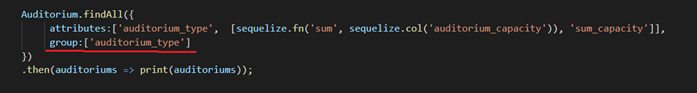 Auditorium.findAll({
attributes:['auditorium_type', [sequelize.fn('sum', sequelize.col('auditorium_capacity')), 'sum_capacity']],
group:['auditorium_type']
})
.then(auditoriums => print(auditoriums));